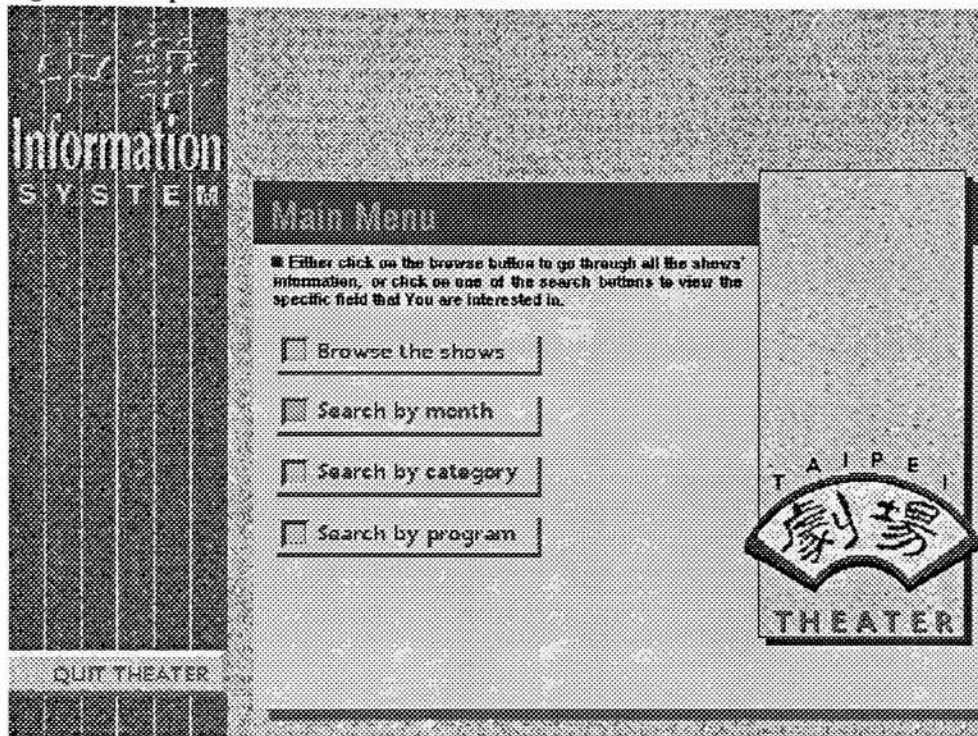 Information
SYSTEM
Main Menu
■ Either click on the browse button to go through all the shows'
information, or click on one of the search buttons to view the
specific field that You are interested in.
Browse the shows
Search by month
Search by category
Search by program
TAIPEI
劇場
THEATER
QUIT THEATER